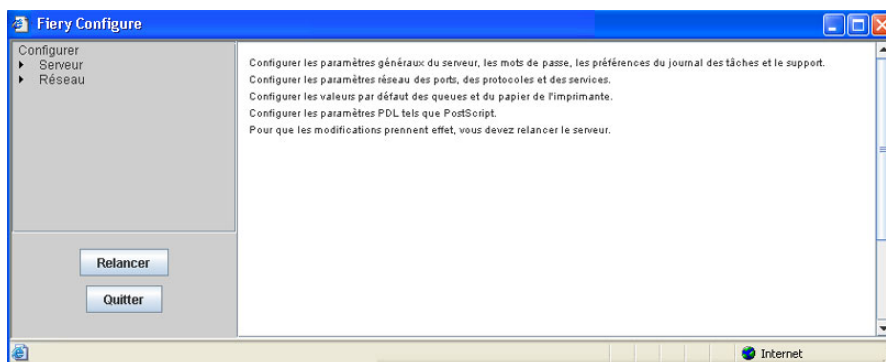 Fiery Configure
Configurer
Serveur
Réseau
Configurer les paramètres généraux du serveur, les mots de passe, les préférences du journal des tâches et le support.
Configurer les paramètres réseau des ports, des protocoles et des services.
Configurer les valeurs par défaut des queues et du papier de l'imprimante.
Configurer les paramètres PDL tels que PostScript.
Pour que les modifications prennent effet, vous devez relancer le serveur.
Relancer
Quitter
Internet